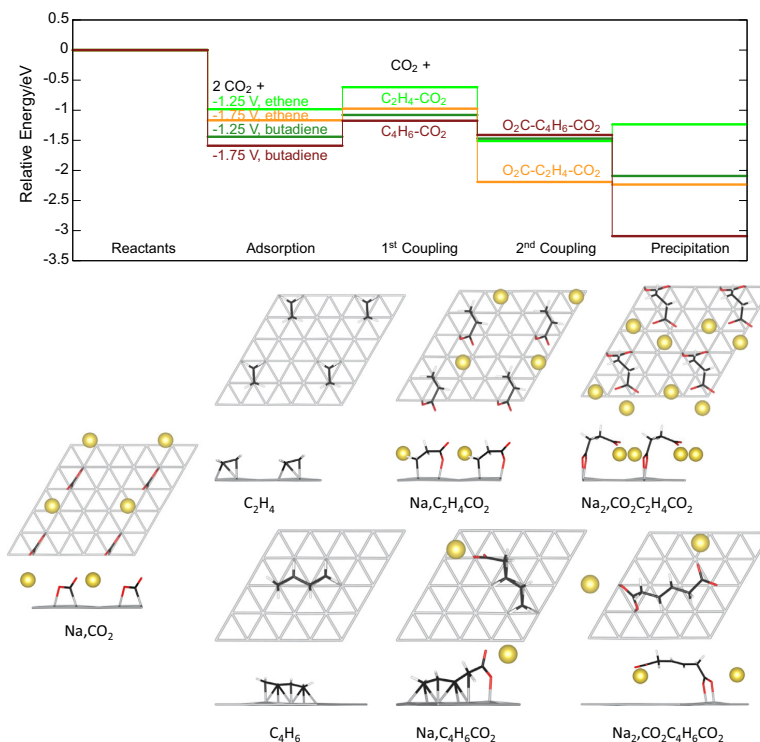 0.5
0
-0.5
-1
-1.5
-2
-2.5
-3
-3.5
Relative Energy/eV
2 CO₂ +
-1.25 V, ethene
-1.75 V, ethene
-1.25 V, butadiene
-1.75 V, butadiene
CO₂ +
C₂H₄-CO₂
C₄H₆-CO₂
O₂C-C₄H₆-CO₂
O₂C-C₂H₄-CO₂
Reactants
Adsorption
1ˢᵗ Coupling
2ⁿᵈ Coupling
Precipitation
C₂H₄
Na,C₂H₄CO₂
Na₂,CO₂C₂H₄CO₂
Na,CO₂
C₄H₆
Na,C₄H₆CO₂
Na₂,CO₂C₄H₆CO₂